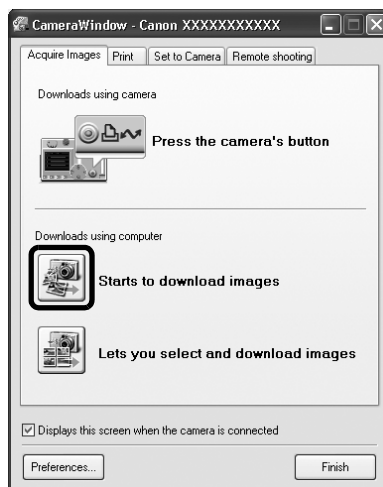 CameraWindow - Canon XXXXXXXXXXX
Acquire Images Print Set to Camera Remote shooting
Downloads using camera
Press the camera's button
Downloads using computer
Starts to download images
Lets you select and download images
Displays this screen when the camera is connected
Preferences... Finish